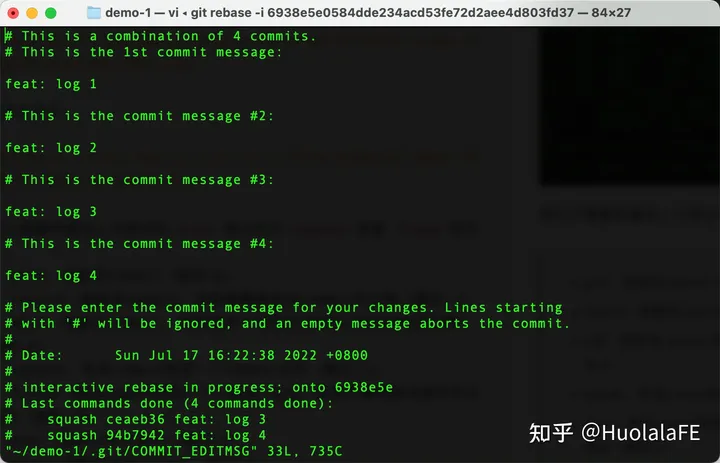 demo-1 — vi ◂ git rebase -i 6938e5e0584dde234acd53fe72d2aee4d803fd37 — 84×27
# This is a combination of 4 commits.
# This is the 1st commit message:
feat: log 1
# This is the commit message #2:
feat: log 2
# This is the commit message #3:
feat: log 3
# This is the commit message #4:
feat: log 4
# Please enter the commit message for your changes. Lines starting
# with '#' will be ignored, and an empty message aborts the commit.
#
# Date:      Sun Jul 17 16:22:38 2022 +0800
#
# interactive rebase in progress; onto 6938e5e
# Last commands done (4 commands done):
#    squash ceaeb36 feat: log 3
#    squash 94b7942 feat: log 4
"~/demo-1/.git/COMMIT_EDITMSG" 33L, 735C
知乎 @HuolalaFE